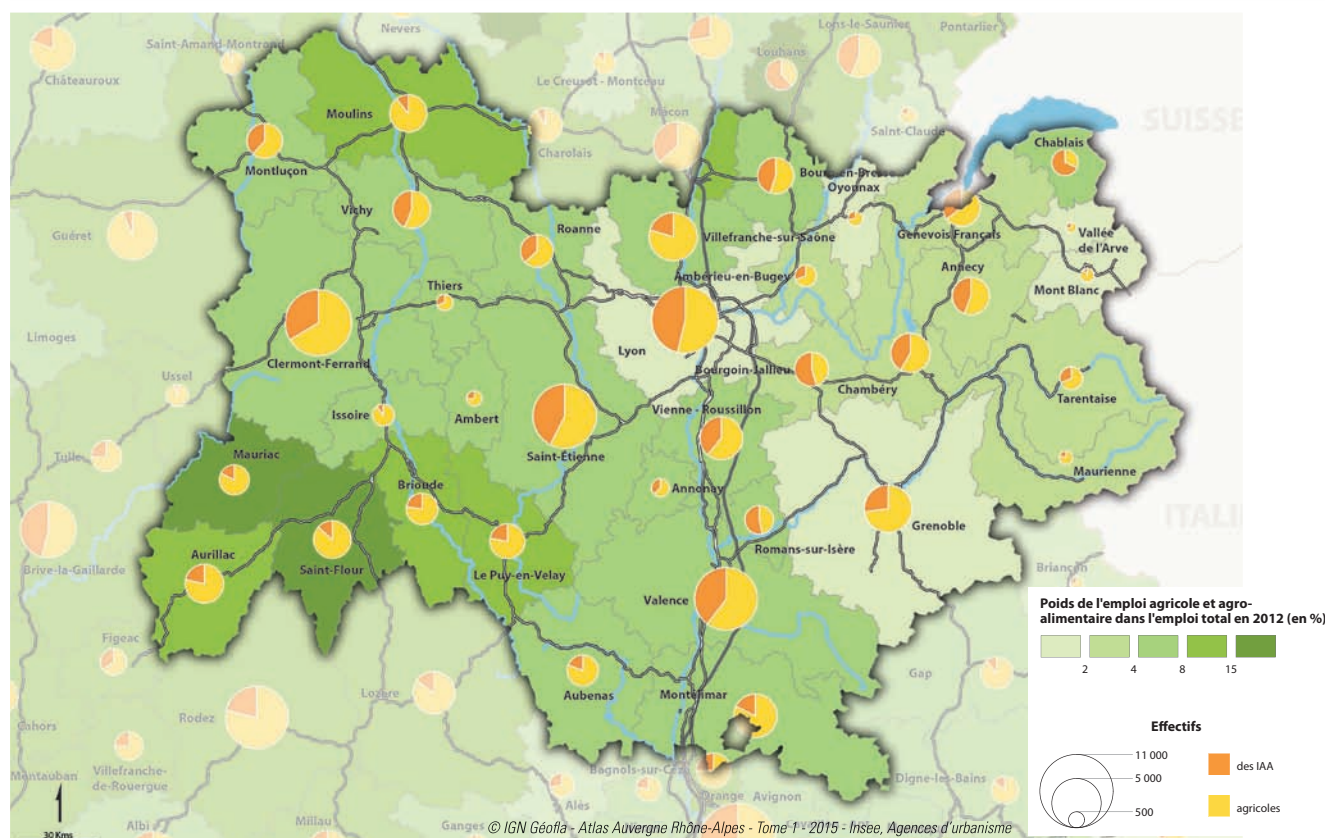 Nevers
Lons-le-Saunier
Pontarlier
Saint-Amand-Montrond
Louhans
Châteauroux
Le Creusot - Montceau
Moulins
Mâcon
SUISSE
Saint-Claude
Charolais
Chablais
Montluçon
Bourg-en-Bresse
Oyonnax
Vichy
Guéret
Roanne
Villefranche-sur-Saône
Genevois Français
Vallée
de l'Arve
Ambérieu-en-Bugey
Annecy
Thiers
Mont Blanc
Limoges
Lyon
Clermont-Ferrand
Bourgoin-Jallieu
Ussel
Chambéry
Tarentaise
Issoire
Ambert
Vienne - Roussillon
Mauriac
Saint-Étienne
Tulle
Maurienne
Brioude
Annonay
ITALIE
Grenoble
Aurillac
Romans-sur-Isère
Brive-la-Gaillarde
Saint-Flour
Le Puy-en-Velay
Briançon
Valence
Poids de l'emploi agricole et agro-
alimentaire dans l'emploi total en 2012 (en %)
2 4 8 15
Figeac
Gap
Lozère
Aubenas
Montélimar
Rodez
Cahors
Effectifs
11 000
5 000
500
des IAA
agricoles
Montauban
Villefranche-
de-Rouergue
Bagnols-sur-Cèze
Digne-les-Bains
Orange
Avignon
Alès
Albi
Millau
Ganges
30 Kms
© IGN Géofla - Atlas Auvergne Rhône-Alpes - Tome 1 - 2015 - Insee, Agences d'urbanisme